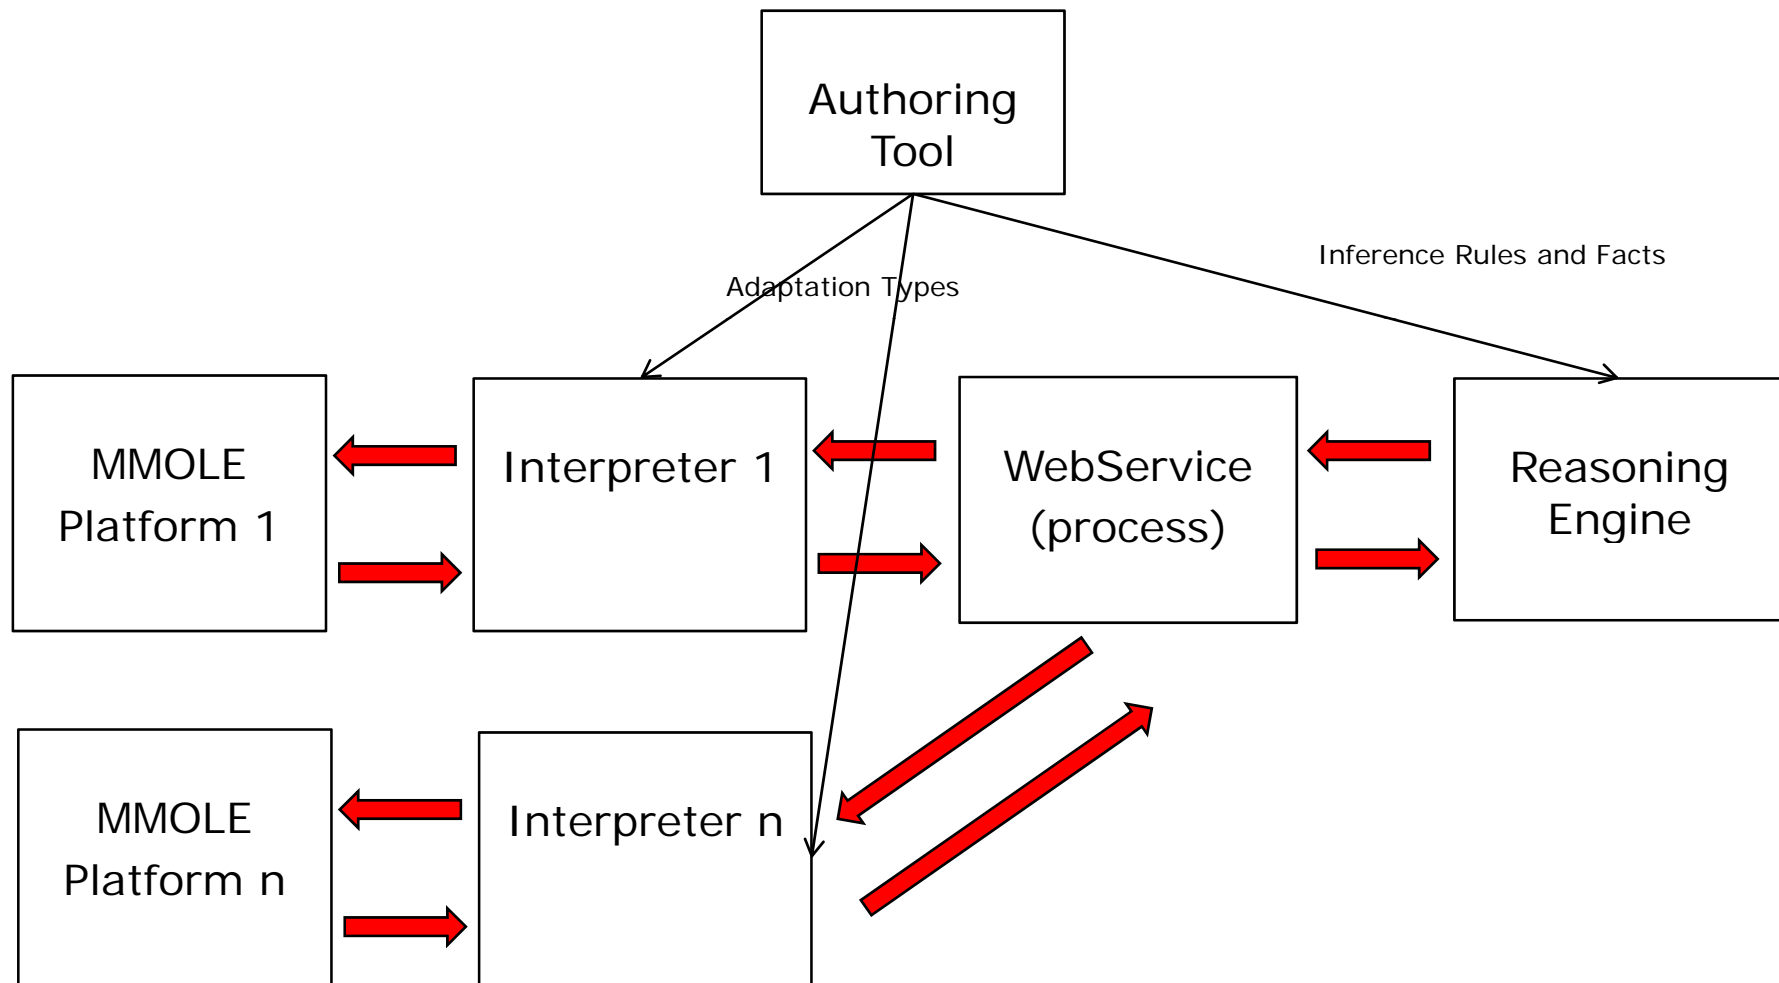 Authoring
Tool
Inference Rules and Facts
Adaptation Types
MMOLE
Platform 1
Interpreter 1
WebService
(process)
Reasoning
Engine
MMOLE
Platform n
Interpreter n